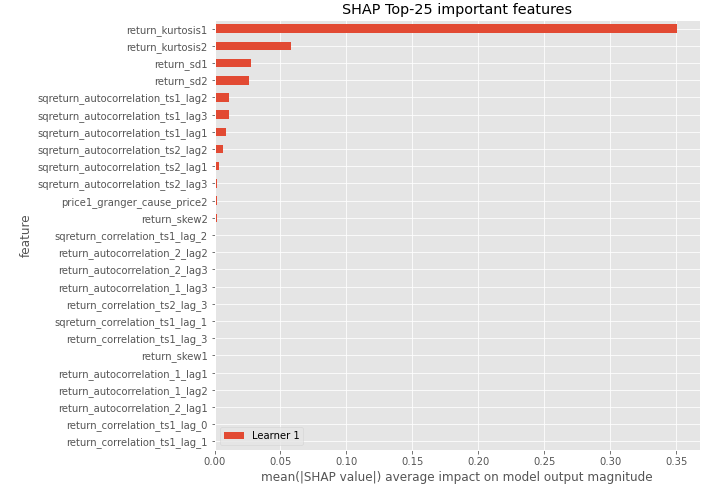 SHAP Top-25 important features
return_kurtosis1
return_kurtosis2
return_sd1
return_sd2
sqreturn_autocorrelation_ts1_lag2
sqreturn_autocorrelation_ts1_lag3
sqreturn_autocorrelation_ts1_lag1
sqreturn_autocorrelation_ts2_lag2
sqreturn_autocorrelation_ts2_lag1
sqreturn_autocorrelation_ts2_lag3
price1_granger_cause_price2
return_skew2
sqreturn_correlation_ts1_lag_2
return_autocorrelation_2_lag2
return_autocorrelation_2_lag3
return_autocorrelation_1_lag3
return_correlation_ts2_lag_3
sqreturn_correlation_ts1_lag_1
return_correlation_ts1_lag_3
return_skew1
return_autocorrelation_1_lag1
return_autocorrelation_1_lag2
return_autocorrelation_2_lag1
return_correlation_ts1_lag_0
return_correlation_ts1_lag_1
feature
Learner 1
0.00 0.05 0.10 0.15 0.20 0.25 0.30 0.35
mean(|SHAP value|) average impact on model output magnitude